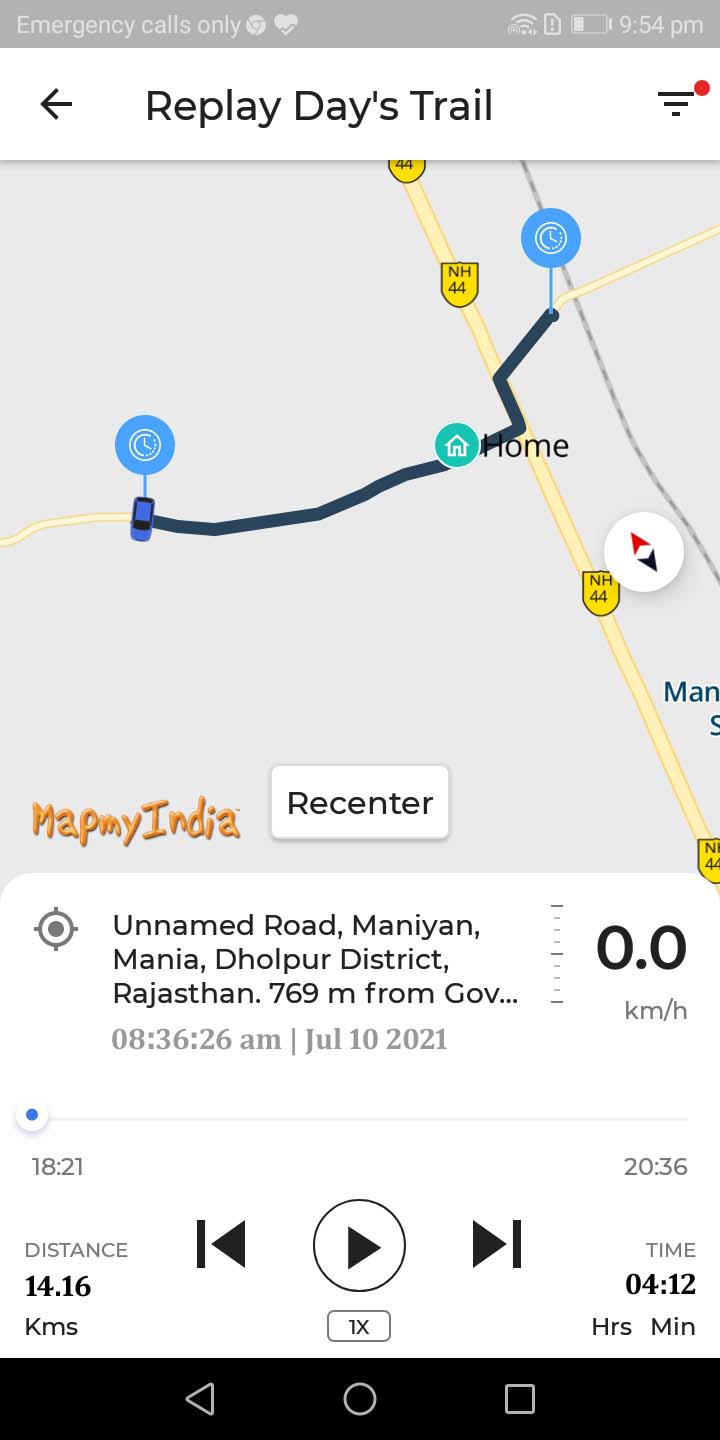 Emergency calls only
9:54 pm
Replay Day's Trail
44
NH
44
Home
NH
44
Man
S
NH
44
MapmyIndia
Recenter
Unnamed Road, Maniyan,
Mania, Dholpur District,
Rajasthan. 769 m from Gov...
08:36:26 am | Jul 10 2021
0.0
km/h
18:21
20:36
DISTANCE
14.16
Kms
1X
TIME
04:12
Hrs Min